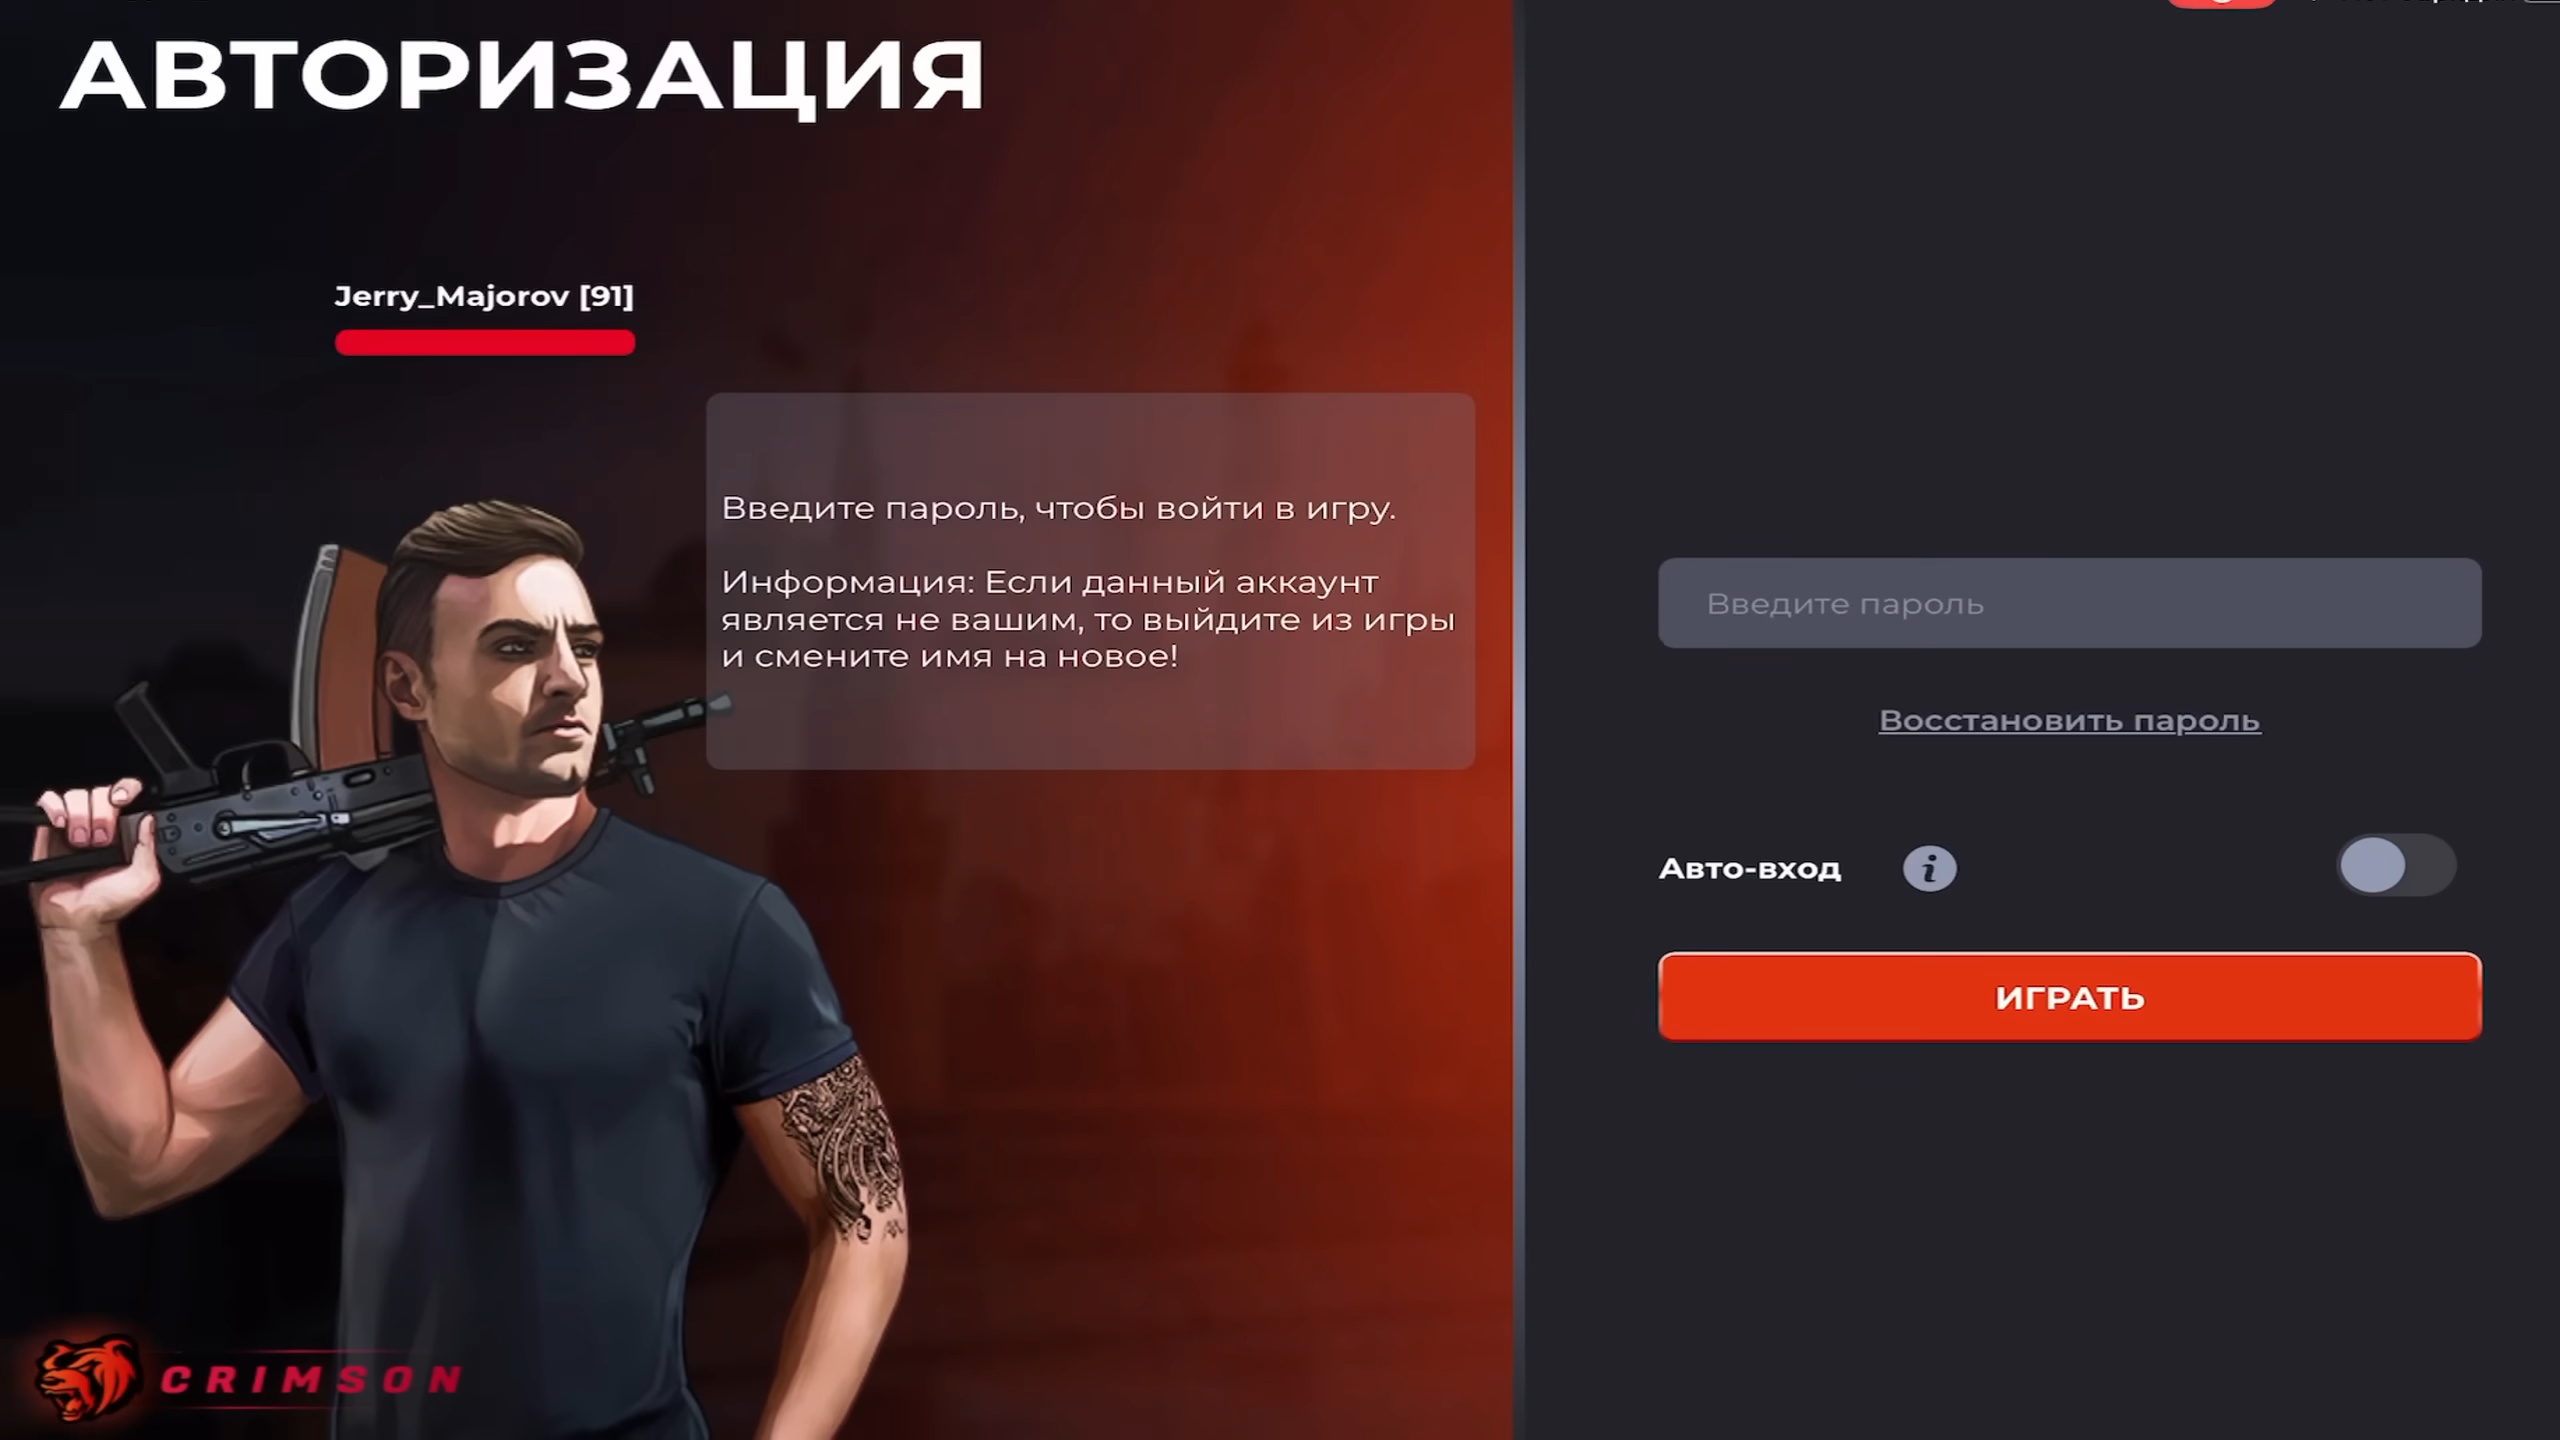 АВТОРИЗАЦИЯ
Jerry_Majorov [91]
Введите пароль, чтобы войти в игру.
Информация: Если данный аккаунт
является не вашим, то выйдите из игры
и смените имя на новое!
Введите пароль
Восстановить пароль
Авто-вход
i
ИГРАТЬ
CRIMSON